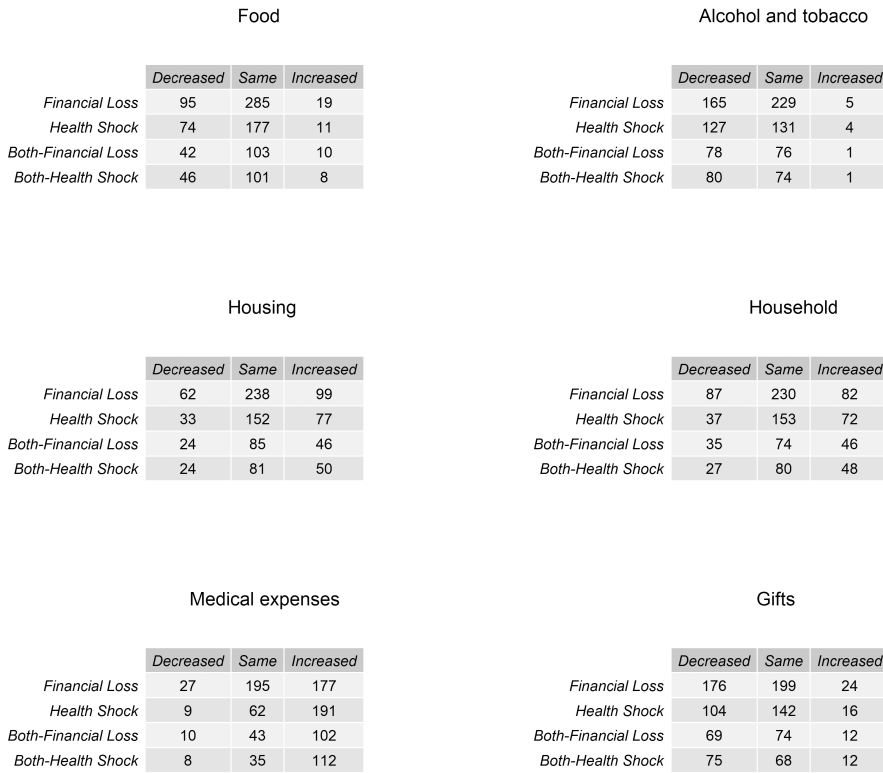 Food
Decreased Same Increased
Financial Loss 95 285 19
Health Shock 74 177 11
Both-Financial Loss 42 103 10
Both-Health Shock 46 101 8
Alcohol and tobacco
Decreased Same Increased
Financial Loss 165 229 5
Health Shock 127 131 4
Both-Financial Loss 78 76 1
Both-Health Shock 80 74 1
Housing
Decreased Same Increased
Financial Loss 62 238 99
Health Shock 33 152 77
Both-Financial Loss 24 85 46
Both-Health Shock 24 81 50
Household
Decreased Same Increased
Financial Loss 87 230 82
Health Shock 37 153 72
Both-Financial Loss 35 74 46
Both-Health Shock 27 80 48
Medical expenses
Decreased Same Increased
Financial Loss 27 195 177
Health Shock 9 62 191
Both-Financial Loss 10 43 102
Both-Health Shock 8 35 112
Gifts
Decreased Same Increased
Financial Loss 176 199 24
Health Shock 104 142 16
Both-Financial Loss 69 74 12
Both-Health Shock 75 68 12